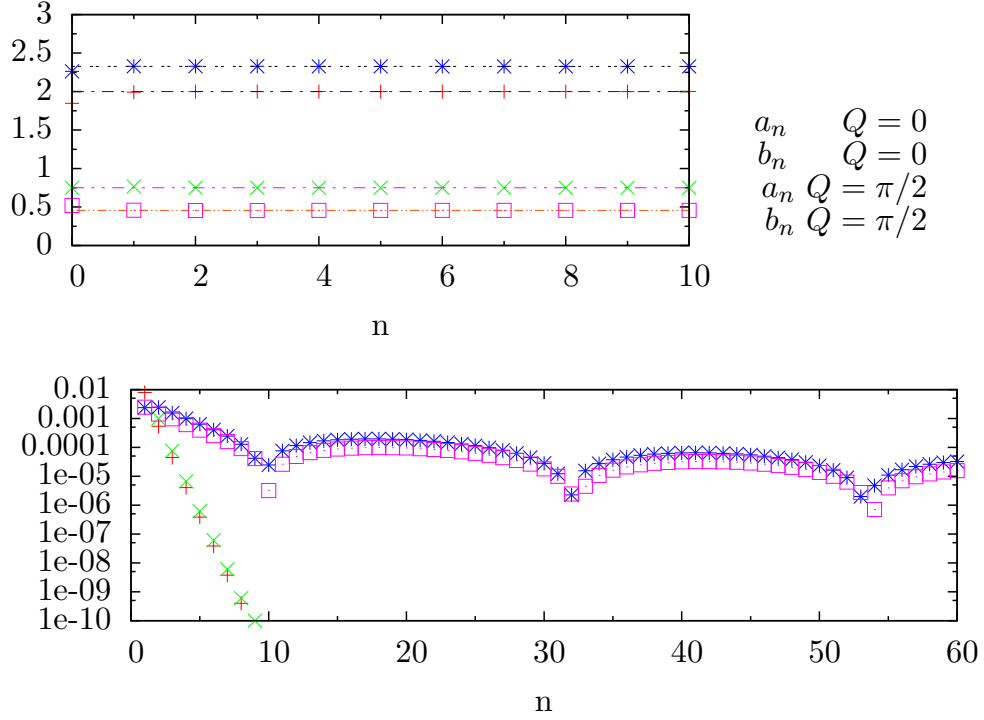 3
2.5
2
1.5
1
0.5
0
0 2 4 6 8 10
n
a_n Q = 0
b_n Q = 0
a_n Q = π/2
b_n Q = π/2
0.01
0.001
0.0001
1e-05
1e-06
1e-07
1e-08
1e-09
1e-10
0 10 20 30 40 50 60
n